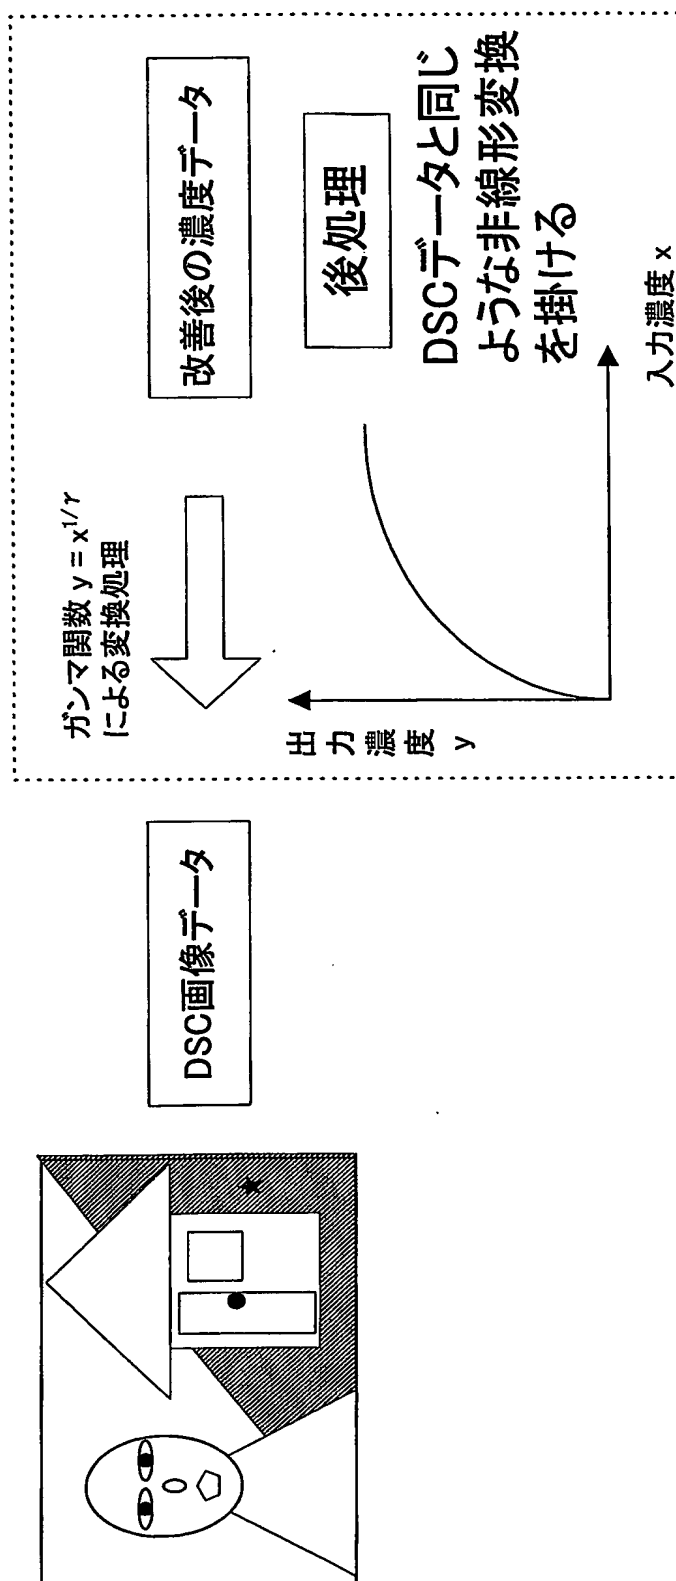 DSC画像データ
ガンマ関数 y = x^{1/γ}
による変換処理
改善後の濃度データ
後処理
DSCデータと同じ
ような非線形変換
を掛ける
出力濃度 y
入力濃度 x